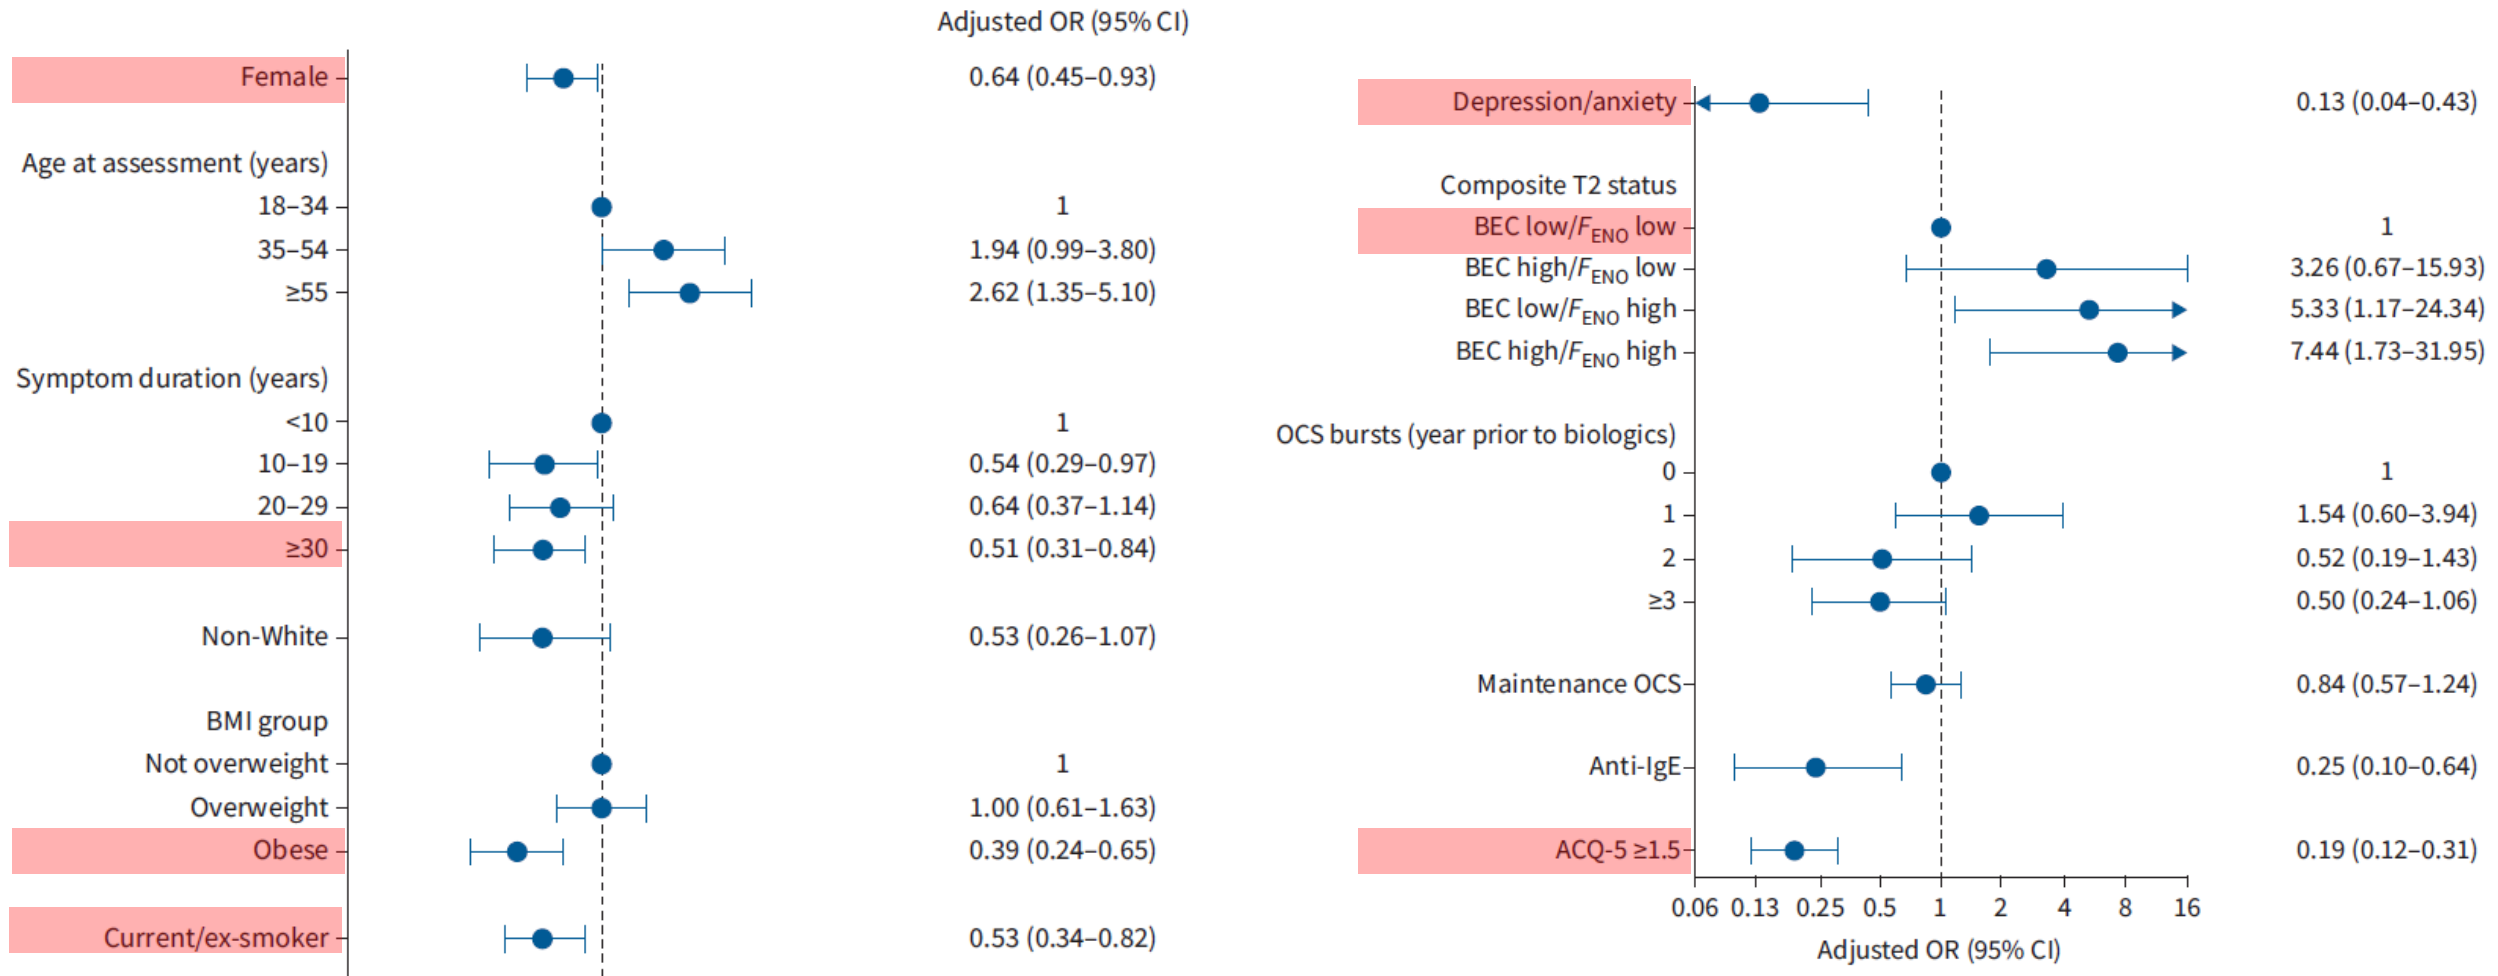 Adjusted OR (95% CI)
Female 0.64 (0.45–0.93)
Age at assessment (years)
18–34 1
35–54 1.94 (0.99–3.80)
≥55 2.62 (1.35–5.10)
Symptom duration (years)
<10 1
10–19 0.54 (0.29–0.97)
20–29 0.64 (0.37–1.14)
≥30 0.51 (0.31–0.84)
Non-White 0.53 (0.26–1.07)
BMI group
Not overweight 1
Overweight 1.00 (0.61–1.63)
Obese 0.39 (0.24–0.65)
Current/ex-smoker 0.53 (0.34–0.82)
Depression/anxiety 0.13 (0.04–0.43)
Composite T2 status
BEC low/FENO low 1
BEC high/FENO low 3.26 (0.67–15.93)
BEC low/FENO high 5.33 (1.17–24.34)
BEC high/FENO high 7.44 (1.73–31.95)
OCS bursts (year prior to biologics)
0 1
1 1.54 (0.60–3.94)
2 0.52 (0.19–1.43)
≥3 0.50 (0.24–1.06)
Maintenance OCS 0.84 (0.57–1.24)
Anti-IgE 0.25 (0.10–0.64)
ACQ-5 ≥1.5 0.19 (0.12–0.31)
0.06 0.13 0.25 0.5 1 2 4 8 16
Adjusted OR (95% CI)